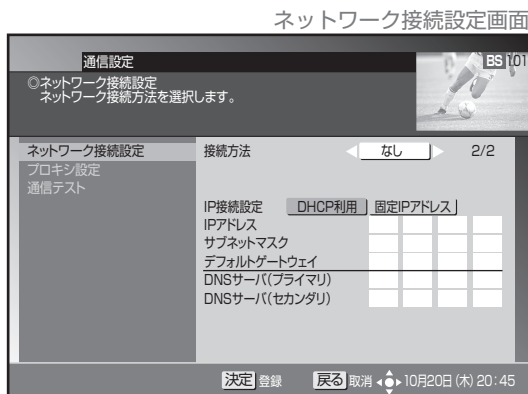 ネットワーク接続設定画面
通信設定
BS 101
◎ネットワーク接続設定
ネットワーク接続方法を選択します。
ネットワーク接続設定
プロキシ設定
通信テスト
接続方法 なし 2/2
IP接続設定 DHCP利用 固定IPアドレス
IPアドレス
サブネットマスク
デフォルトゲートウェイ
DNSサーバ(プライマリ)
DNSサーバ(セカンダリ)
決定 登録 戻る 取消 10月20日(木) 20:45